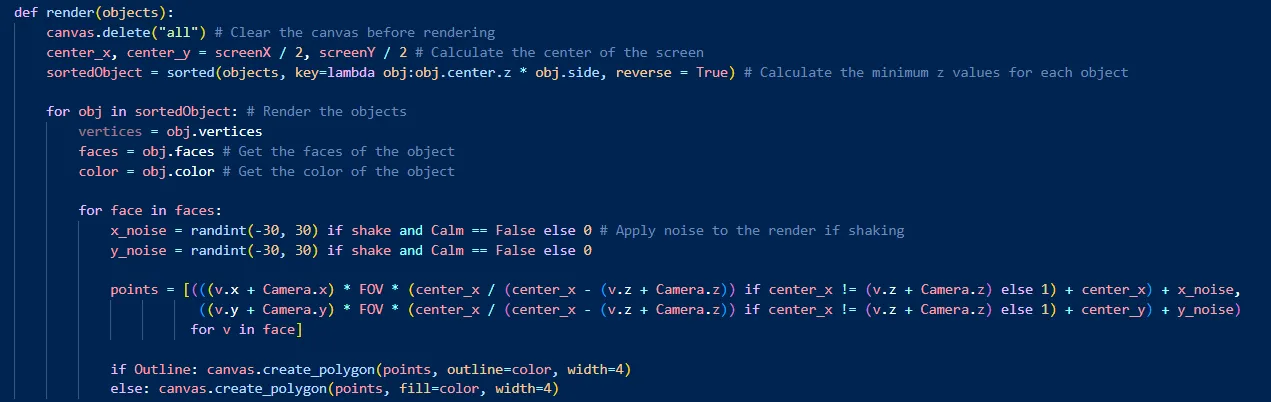 def render(objects):
    canvas.delete("all") # Clear the canvas before rendering
    center_x, center_y = screenX / 2, screenY / 2 # Calculate the center of the screen
    sortedObject = sorted(objects, key=lambda obj:obj.center.z * obj.side, reverse = True) # Calculate the minimum z values for each object

    for obj in sortedObject: # Render the objects
        vertices = obj.vertices
        faces = obj.faces # Get the faces of the object
        color = obj.color # Get the color of the object

        for face in faces:
            x_noise = randint(-30, 30) if shake and Calm == False else 0 # Apply noise to the render if shaking
            y_noise = randint(-30, 30) if shake and Calm == False else 0

            points = [(((v.x + Camera.x) * FOV * (center_x / (center_x - (v.z + Camera.z)) if center_x != (v.z + Camera.z) else 1) + center_x) + x_noise,
                       ((v.y + Camera.y) * FOV * (center_x / (center_x - (v.z + Camera.z)) if center_x != (v.z + Camera.z) else 1) + center_y) + y_noise)
                      for v in face]

            if Outline: canvas.create_polygon(points, outline=color, width=4)
            else: canvas.create_polygon(points, fill=color, width=4)